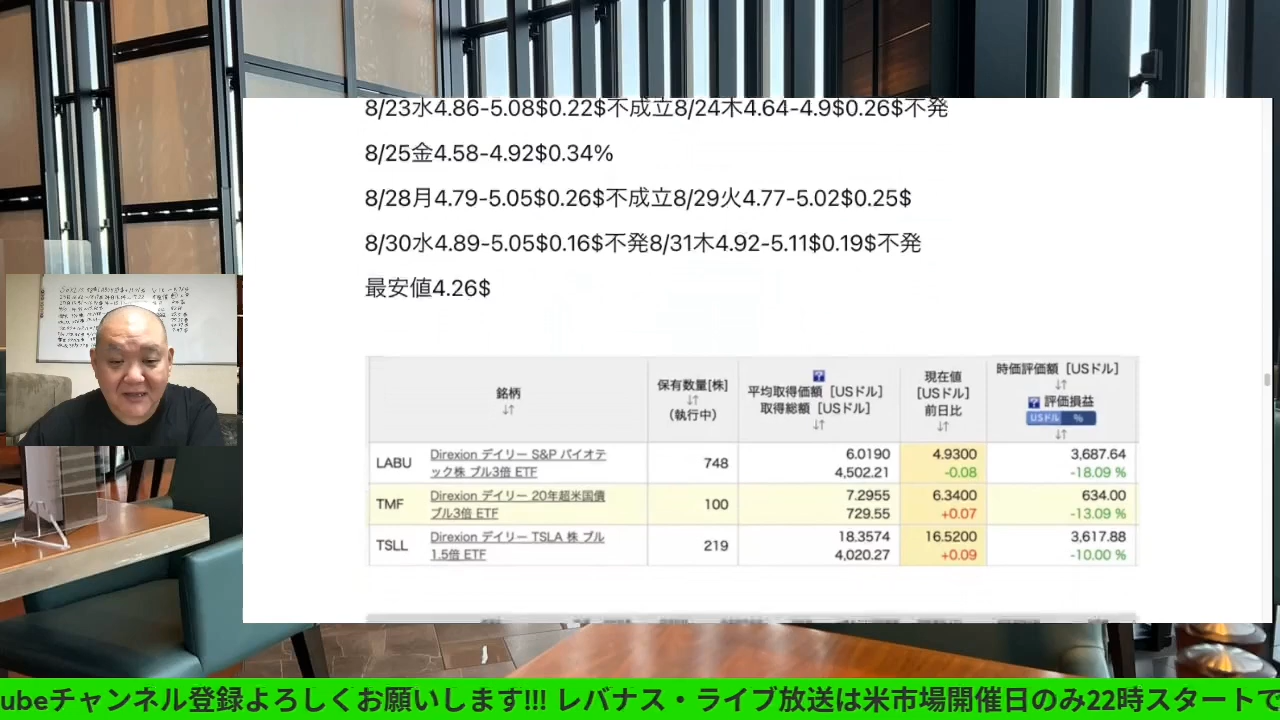 8/23水4.86-5.08$0.22$不成立8/24木4.64-4.9$0.26$不発
8/25金4.58-4.92$0.34%
8/28月4.79-5.05$0.26$不成立8/29火4.77-5.02$0.25$
8/30水4.89-5.05$0.16$不発8/31木4.92-5.11$0.19$不発
最安値4.26$
銘柄
保有数量[株]
(執行中)
平均取得価額[USドル]
取得総額[USドル]
現在値
[USドル]
前日比
時価評価額[USドル]
評価損益
USドル %
LABU Direxion デイリー S&P バイオテック株 ブル3倍 ETF 748 6.0190 4,502.21 4.9300 -0.08 3,687.64 -18.09 %
TMF Direxion デイリー 20年超米国債 ブル3倍 ETF 100 7.2955 729.55 6.3400 +0.07 634.00 -13.09 %
TSLL Direxion デイリー TSLA 株 ブル 1.5倍 ETF 219 18.3574 4,020.27 16.5200 +0.09 3,617.88 -10.00 %
ubeチャンネル登録よろしくお願いします!!! レバナス・ライブ放送は米市場開催日のみ22時スタートで